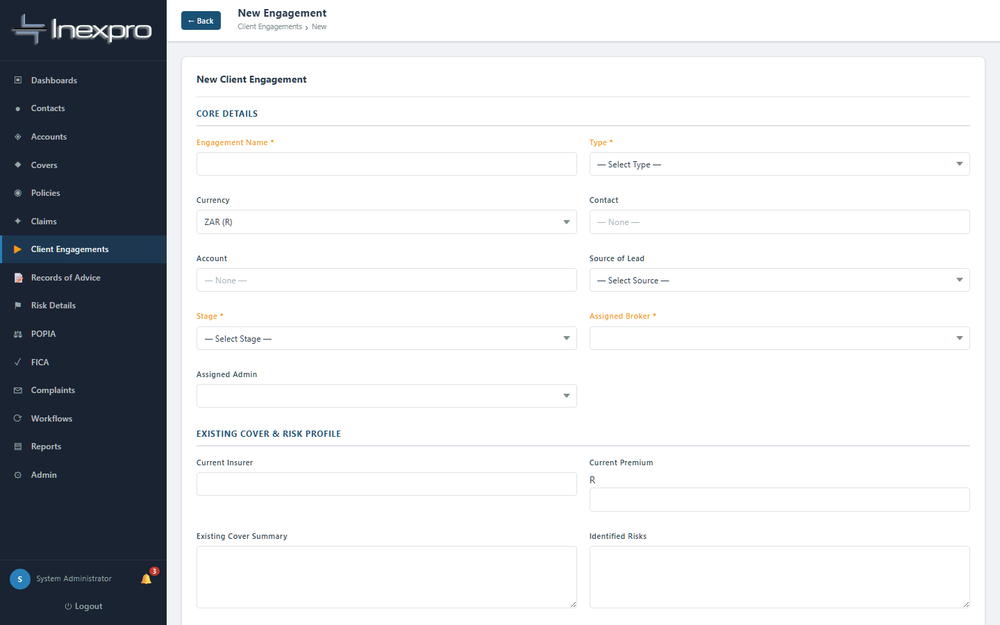 Inexpro
Dashboards
Contacts
Accounts
Covers
Policies
Claims
Client Engagements
Records of Advice
Risk Details
POPIA
FICA
Complaints
Workflows
Reports
Admin
S
System Administrator
3
Logout
← Back
New Engagement
Client Engagements › New
New Client Engagement
CORE DETAILS
Engagement Name *
Type *
— Select Type —
Currency
ZAR (R)
Contact
— None —
Account
— None —
Source of Lead
— Select Source —
Stage *
— Select Stage —
Assigned Broker *
Assigned Admin
EXISTING COVER & RISK PROFILE
Current Insurer
Current Premium
R
Existing Cover Summary
Identified Risks